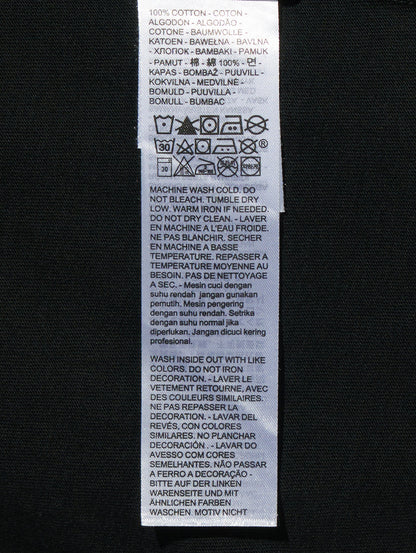 100% COTTON - COTON -
ALGODON - ALGODÃO -
COTONE - BAUMWOLLE -
KATOEN - BAWEŁNA - BAVLNA
- ХЛОПОК - BAMBAKI - PAMUK
- PAMUT - 棉 - 綿 100% - 면 -
KAPAS - BOMBAŽ - PUUVILL -
KOKVILNA - MEDVILNĖ -
BOMULD - PUUVILLA -
BOMULL - BUMBAC
30
®
30
MACHINE WASH COLD. DO
NOT BLEACH. TUMBLE DRY
LOW. WARM IRON IF NEEDED.
DO NOT DRY CLEAN. - LAVER
EN MACHINE A L'EAU FROIDE.
NE PAS BLANCHIR. SECHER
EN MACHINE A BASSE
TEMPERATURE. REPASSER A
TEMPERATURE MOYENNE AU
BESOIN. PAS DE NETTOYAGE
A SEC. - Mesin cuci dengan
suhu rendah jangan gunakan
pemutih. Mesin pengering
dengan suhu rendah. Setrika
dengan suhu normal jika
diperlukan. Jangan dicuci kering
profesional.
WASH INSIDE OUT WITH LIKE
COLORS. DO NOT IRON
DECORATION. - LAVER LE
VETEMENT RETOURNE, AVEC
DES COULEURS SIMILAIRES.
NE PAS REPASSER LA
DECORATION. - LAVAR DEL
REVÉS, CON COLORES
SIMILARES. NO PLANCHAR
DECORACIÓN. - LAVAR DO
AVESSO COM CORES
SEMELHANTES. NÃO PASSAR
A FERRO A DECORAÇÃO -
BITTE AUF DER LINKEN
WARENSEITE UND MIT
ÄHNLICHEN FARBEN
WASCHEN. MOTIV NICHT